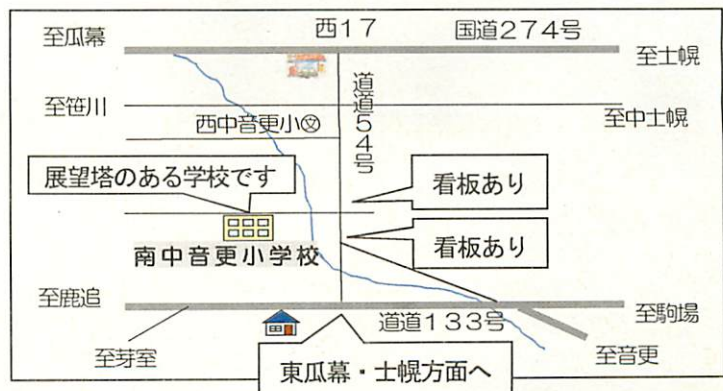 西17
国道274号
至瓜幕
至士幌
至笹川
道道54号
至中士幌
西中音更小
文
展望塔のある学校です
看板あり
看板あり
南中音更小学校
至鹿追
道道133号
至駒場
至芽室
至音更
東瓜幕・士幌方面へ